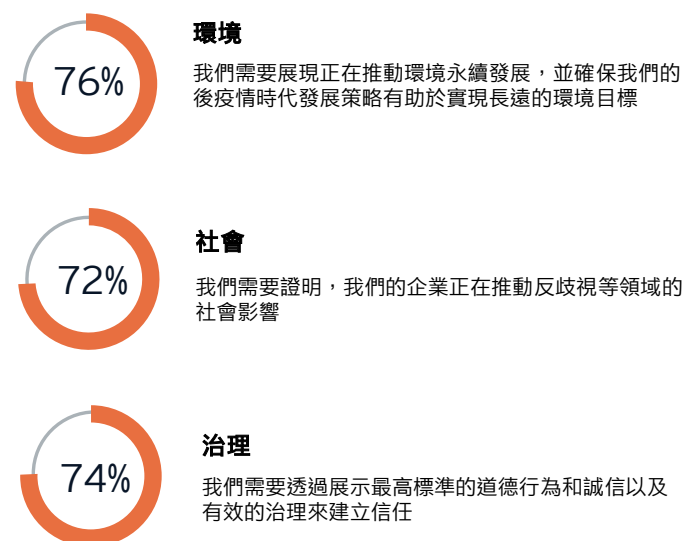 76%
環境
我們需要展現正在推動環境永續發展，並確保我們的
後疫情時代發展策略有助於實現長遠的環境目標
72%
社會
我們需要證明，我們的企業正在推動反歧視等領域的
社會影響
74%
治理
我們需要透過展示最高標準的道德行為和誠信以及
有效的治理來建立信任